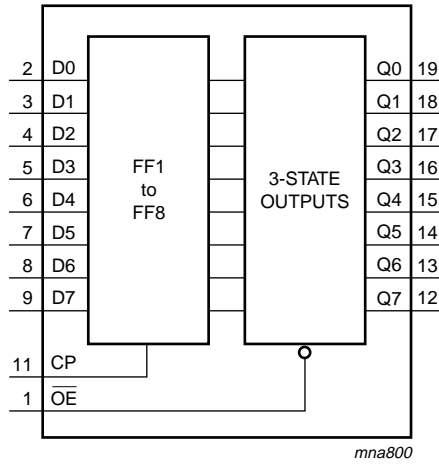 2 D0 Q0 19
3 D1 Q1 18
4 D2 Q2 17
5 D3 Q3 16
6 D4 Q4 15
7 D5 Q5 14
8 D6 Q6 13
9 D7 Q7 12
FF1
to
FF8
3-STATE
OUTPUTS
11 CP
1 O̅E̅
mna800